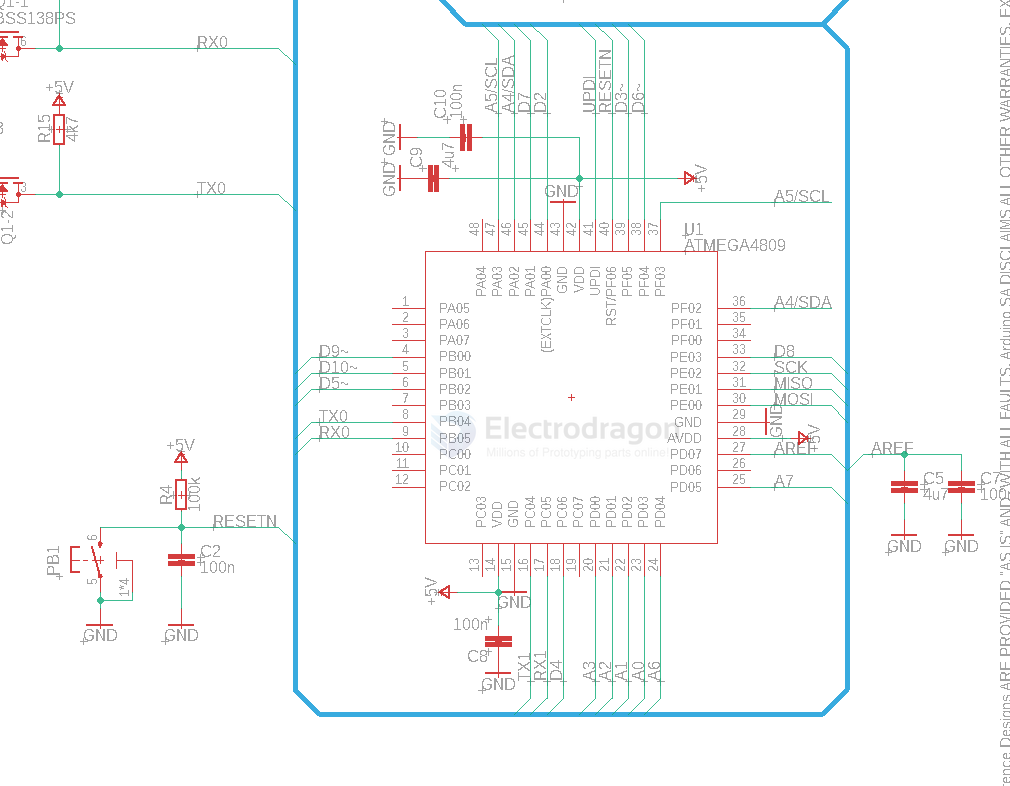 Q1-1
BSS138PS
6
RX0
+5V
R15
4k7
3
TX0
Q1-2
A5/SCL
A4/SDA
D7
D2
UPDI
RESETN
D3~
D6~
C10
100n
GND
C9
4u7
GND
GND
+5V
A5/SCL
48
47
46
45
44
43
42
41
40
39
38
37
U1
ATMEGA4809
PA04
PA03
PA02
PA01
(EXTCLK)PA00
GND
VDD
UPDI
RST/PF06
PF05
PF04
PF03
1 PA05
2 PA06
3 PA07
D9~ 4 PB00
D10~ 5 PB01
D5~ 6 PB02
7 PB03
TX0 8 PB04
RX0 9 PB05
10 PC00
11 PC01
12 PC02
PF02 36 A4/SDA
PF01 35
PF00 34
PE03 33 D8
PE02 32 SCK
PE01 31 MISO
PE00 30 MOSI
GND 29 GND
AVDD 28 +5V
PD07 27 AREF
PD06 26
PD05 25 A7
Electrodragon
Millions of Prototyping parts online
AREF
C5
4u7
C7
100
GND
GND
+5V
R4
100k
RESETN
PB1
6
5
1*4
C2
100n
GND
GND
PC03
VDD
GND
PC04
PC05
PC06
PC07
PD00
PD01
PD02
PD03
PD04
13
14
15
16
17
18
19
20
21
22
23
24
+5V
GND
100n
C8
GND
TX1
RX1
D4
A3
A2
A1
A0
A6
rence Designs ARE PROVIDED "AS IS" AND "WITH ALL FAULTS. Arduino SA DISCLAIMS ALL OTHER WARRANTIES, EX